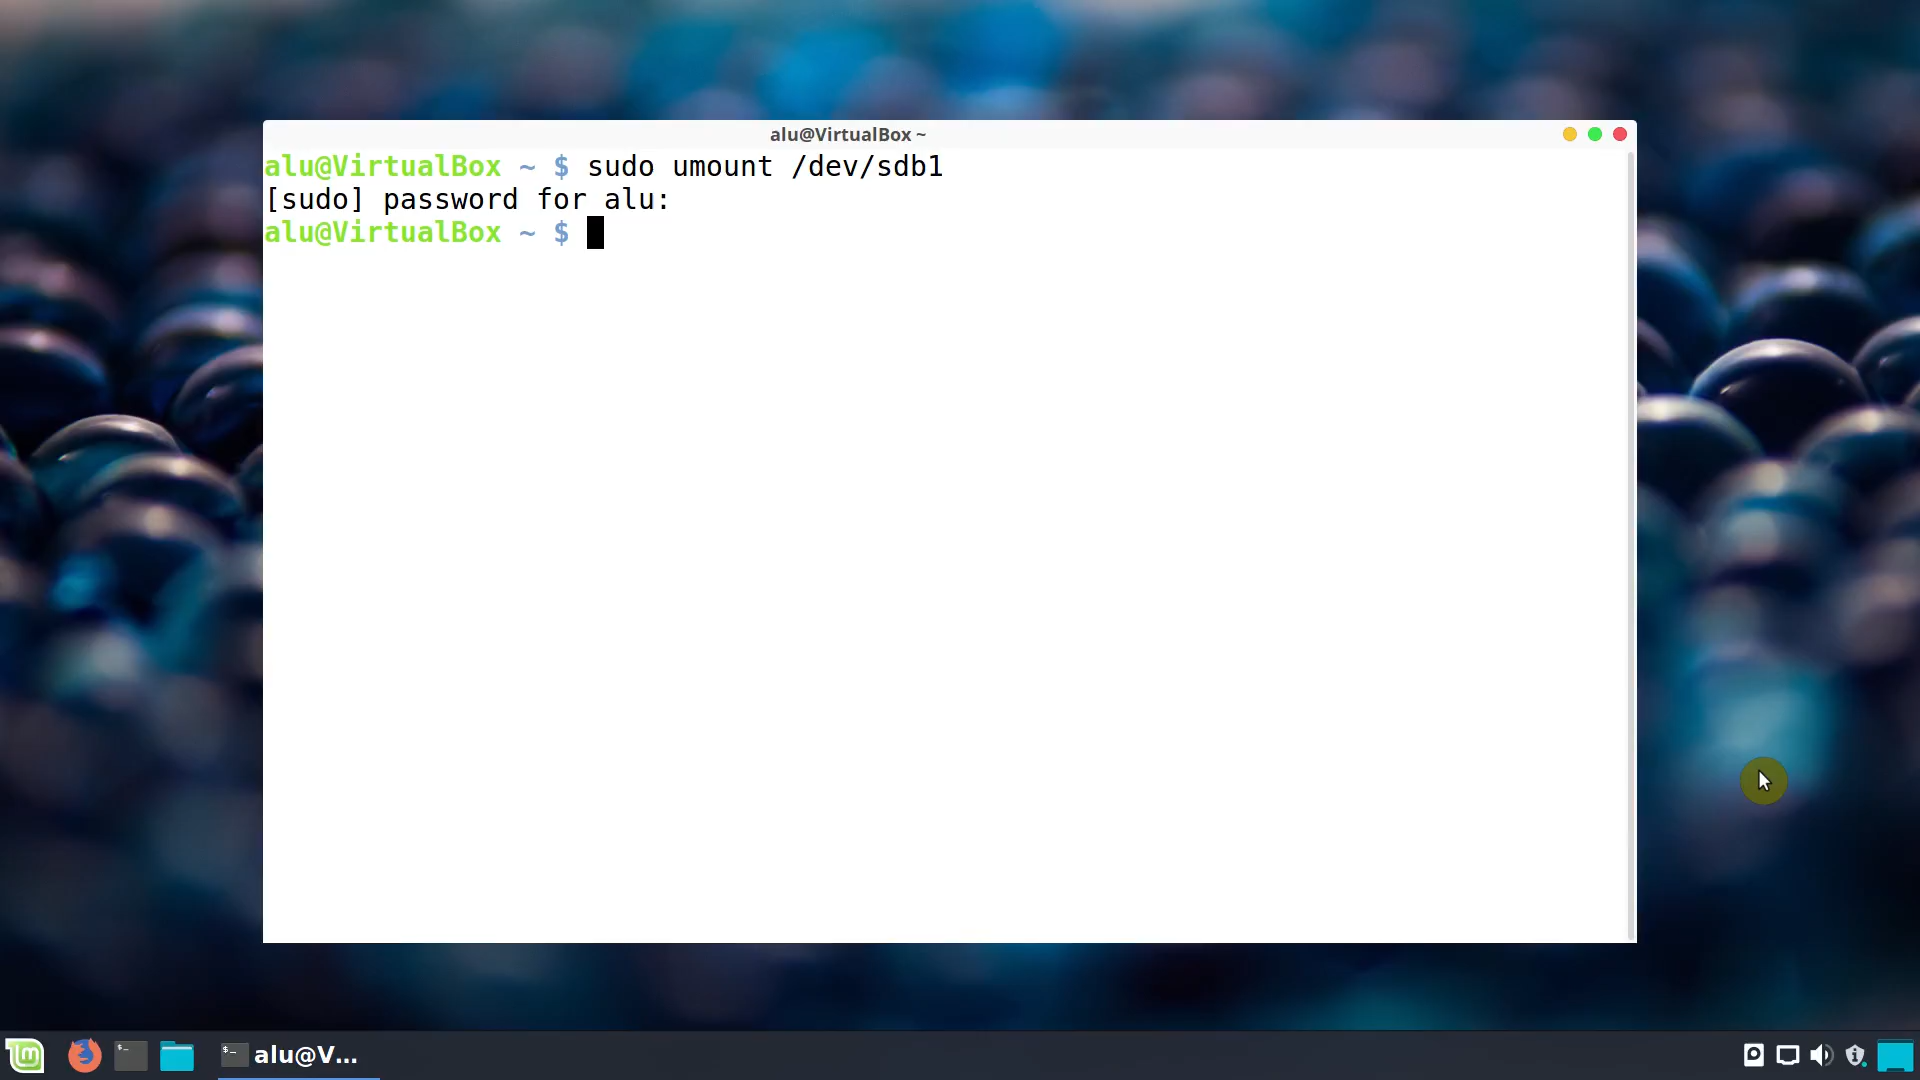 alu@VirtualBox ~
alu@VirtualBox ~ $ sudo umount /dev/sdb1
[sudo] password for alu:
alu@VirtualBox ~ $
$_
$_ alu@V...